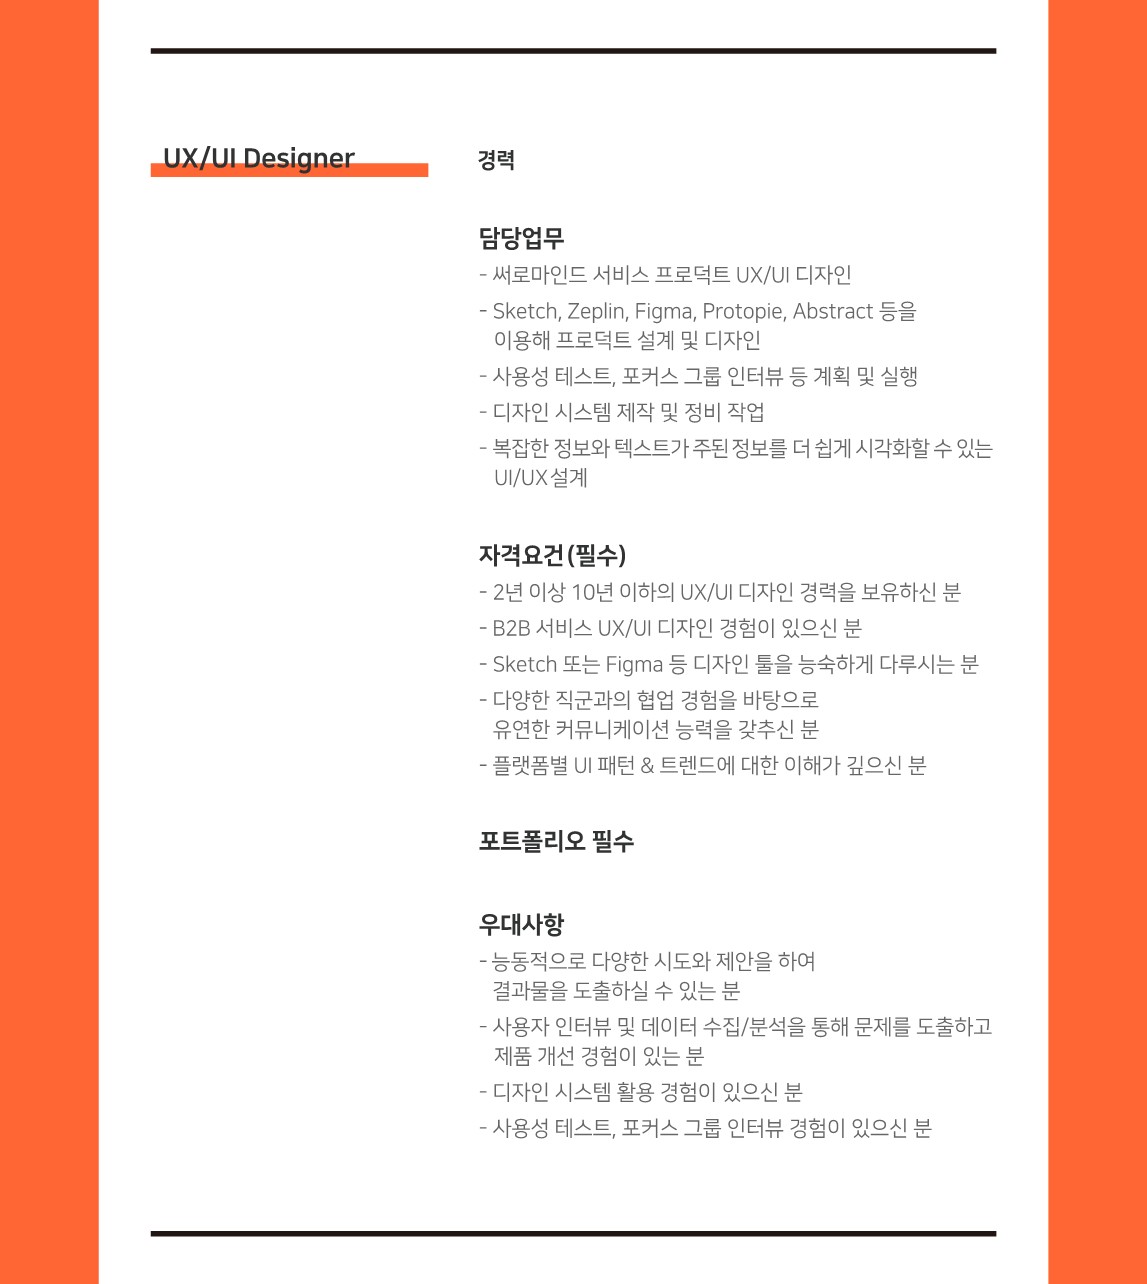 UX/UI Designer
경력
담당업무
- 써로마인드 서비스 프로덕트 UX/UI 디자인
- Sketch, Zeplin, Figma, Protopie, Abstract 등을
이용해 프로덕트 설계 및 디자인
- 사용성 테스트, 포커스 그룹 인터뷰 등 계획 및 실행
- 디자인 시스템 제작 및 정비 작업
- 복잡한 정보와 텍스트가 주된 정보를 더 쉽게 시각화할 수 있는
UI/UX 설계
자격요건(필수)
- 2년 이상 10년 이하의 UX/UI 디자인 경력을 보유하신 분
- B2B 서비스 UX/UI 디자인 경험이 있으신 분
- Sketch 또는 Figma 등 디자인 툴을 능숙하게 다루시는 분
- 다양한 직군과의 협업 경험을 바탕으로
유연한 커뮤니케이션 능력을 갖추신 분
- 플랫폼별 UI 패턴 & 트렌드에 대한 이해가 깊으신 분
포트폴리오 필수
우대사항
- 능동적으로 다양한 시도와 제안을 하여
결과물을 도출하실 수 있는 분
- 사용자 인터뷰 및 데이터 수집/분석을 통해 문제를 도출하고
제품 개선 경험이 있는 분
- 디자인 시스템 활용 경험이 있으신 분
- 사용성 테스트, 포커스 그룹 인터뷰 경험이 있으신 분